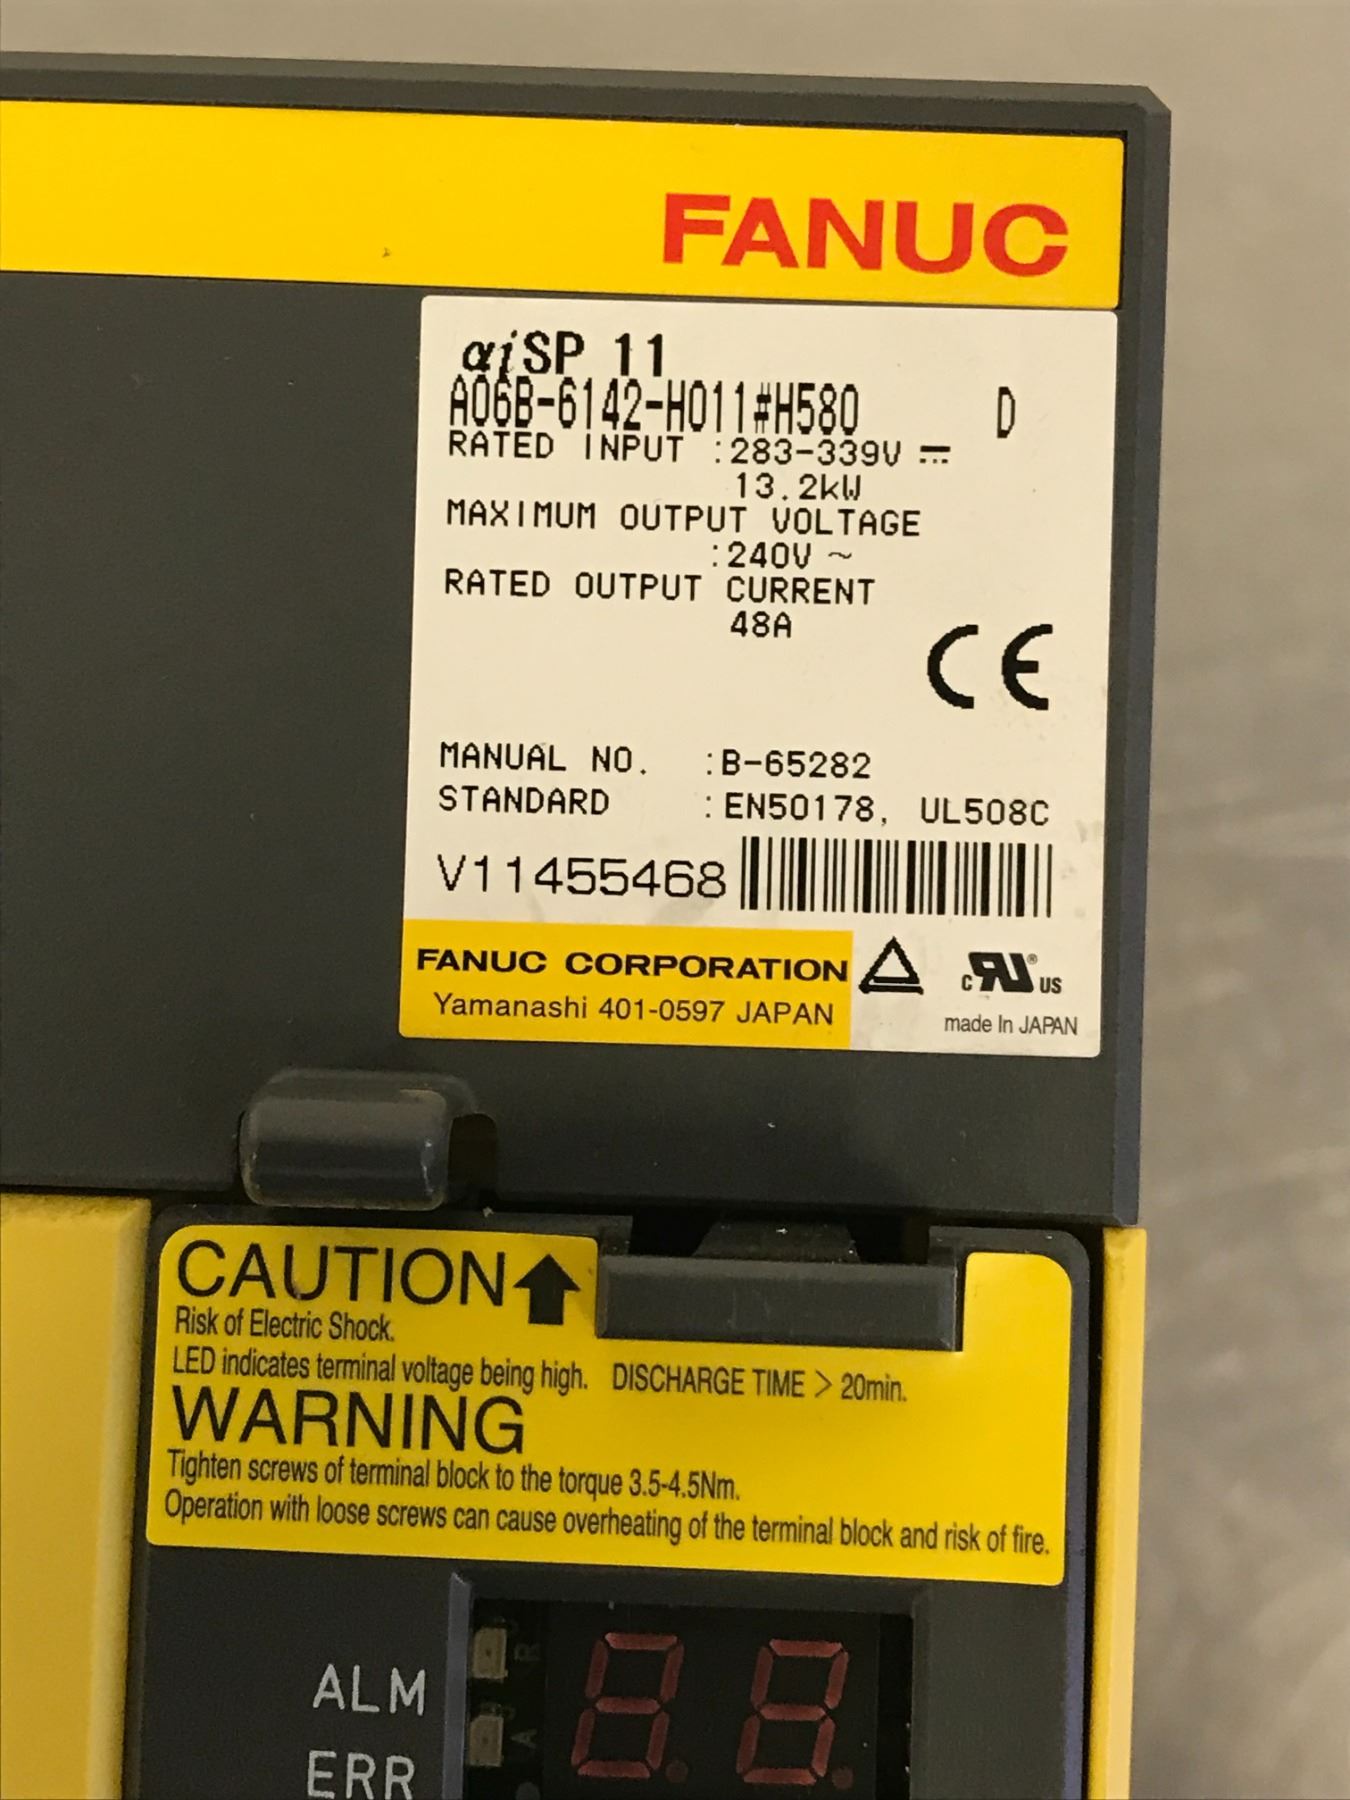 FANUC
αiSP 11
A06B-6142-H011#H580 D
RATED INPUT :283-339V ⎓
13.2kW
MAXIMUM OUTPUT VOLTAGE
:240V ~
RATED OUTPUT CURRENT
48A
CE
MANUAL NO. :B-65282
STANDARD :EN50178, UL508C
V11455468
FANUC CORPORATION
Yamanashi 401-0597 JAPAN
c RU ® US
made In JAPAN
CAUTION
Risk of Electric Shock.
LED indicates terminal voltage being high. DISCHARGE TIME > 20min.
WARNING
Tighten screws of terminal block to the torque 3.5-4.5Nm.
Operation with loose screws can cause overheating of the terminal block and risk of fire.
ALM
ERR